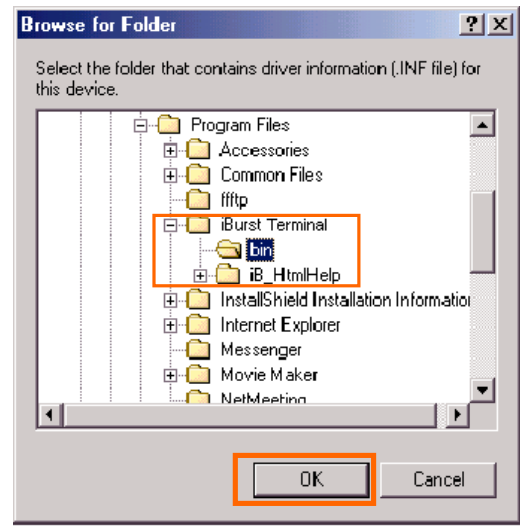 Browse for Folder
Select the folder that contains driver information (.INF file) for
this device.
Program Files
Accessories
Common Files
ffftp
iBurst Terminal
bin
iB_HtmlHelp
InstallShield Installation Informatio
Internet Explorer
Messenger
Movie Maker
NetMeeting
OK Cancel